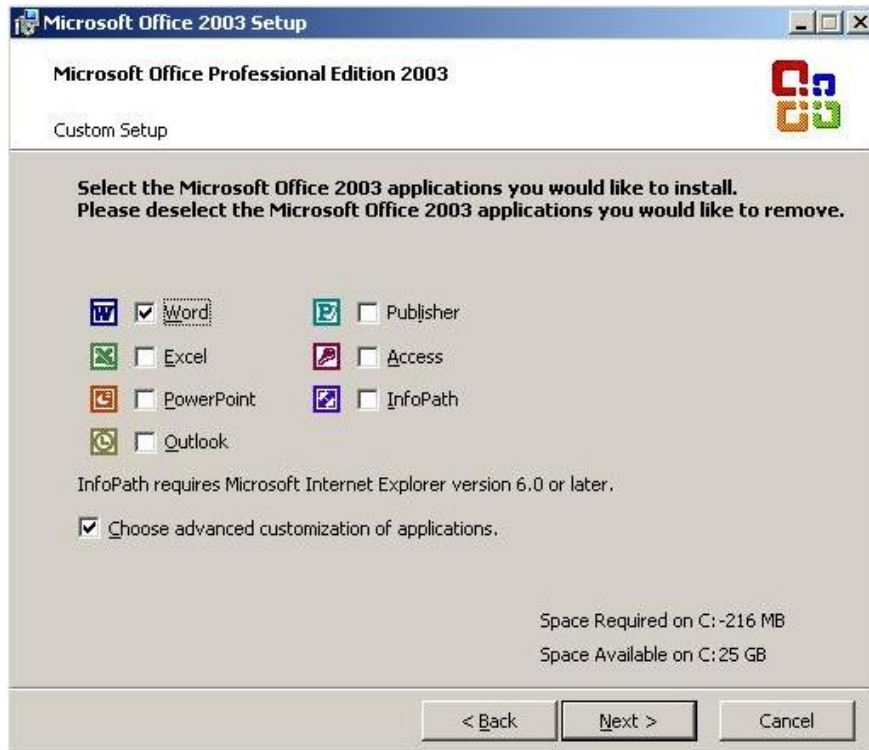 Microsoft Office 2003 Setup
Microsoft Office Professional Edition 2003
Custom Setup
Select the Microsoft Office 2003 applications you would like to install.
Please deselect the Microsoft Office 2003 applications you would like to remove.
Word
Publisher
Excel
Access
PowerPoint
InfoPath
Outlook
InfoPath requires Microsoft Internet Explorer version 6.0 or later.
Choose advanced customization of applications.
Space Required on C: -216 MB
Space Available on C: 25 GB
< Back
Next >
Cancel